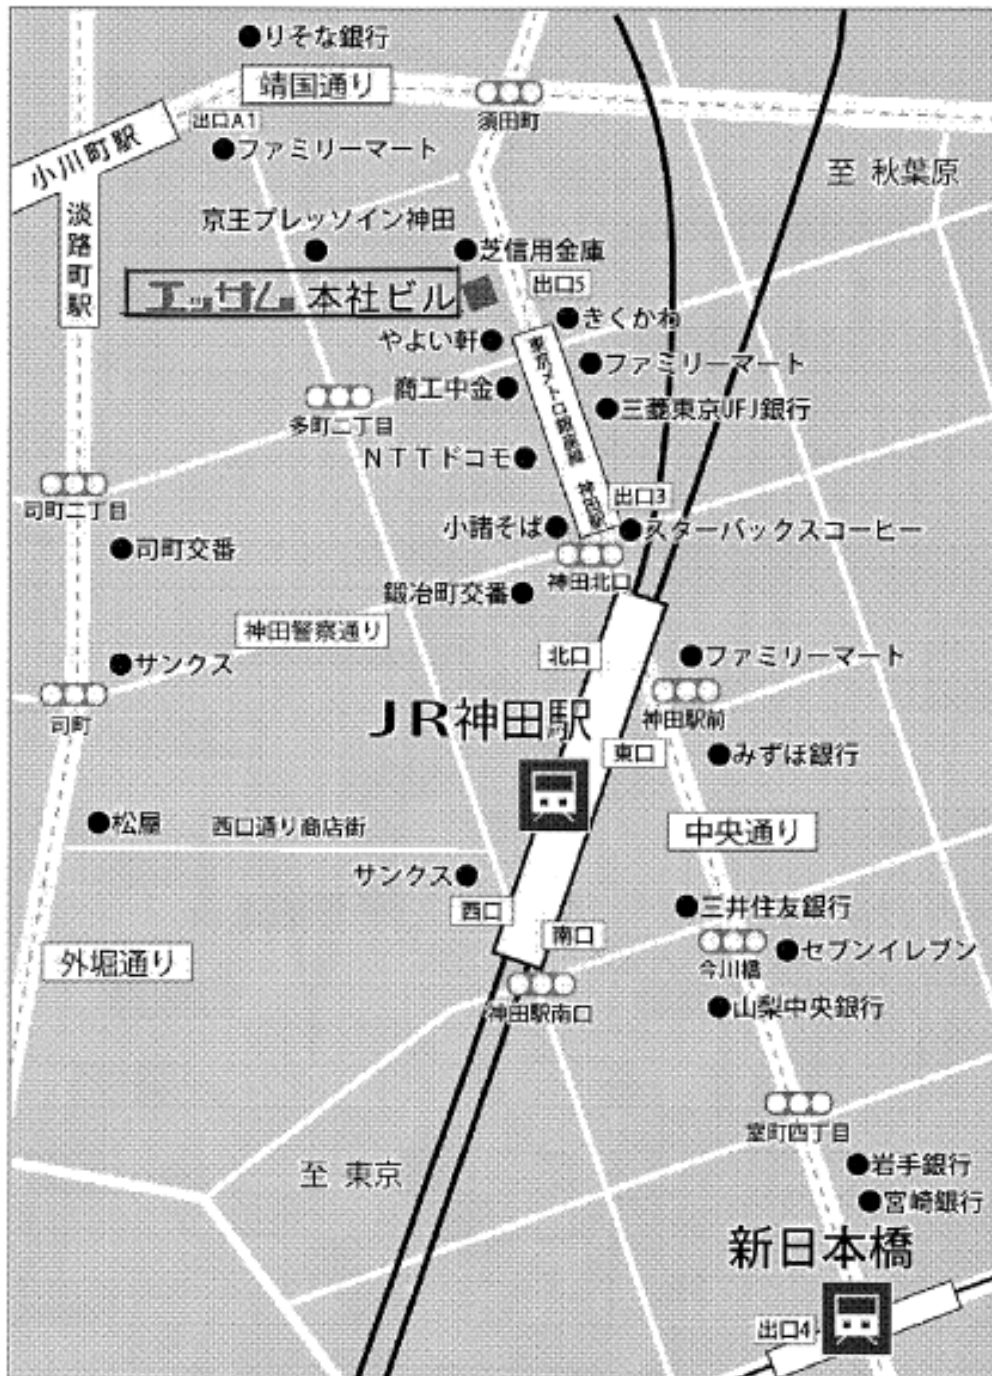 りそな銀行
靖国通り
須田町
出口A1
小川町駅
ファミリーマート
至 秋葉原
淡路町駅
京王プレッソイン神田
芝信用金庫
出口5
エッサム 本社ビル
きくかわ
やよい軒
東京メトロ銀座線 神田駅
ファミリーマート
商工中金
多町二丁目
三菱東京UFJ銀行
NTTドコモ
司町二丁目
出口3
小諸そば
スターバックスコーヒー
司町交番
神田北口
鍛冶町交番
神田警察通り
北口
ファミリーマート
サンクス
司町
神田駅前
JR神田駅
東口
みずほ銀行
松屋
西口通り商店街
中央通り
サンクス
西口
三井住友銀行
南口
今川橋
セブンイレブン
外堀通り
神田駅南口
山梨中央銀行
室町四丁目
至 東京
岩手銀行
宮崎銀行
新日本橋
出口4